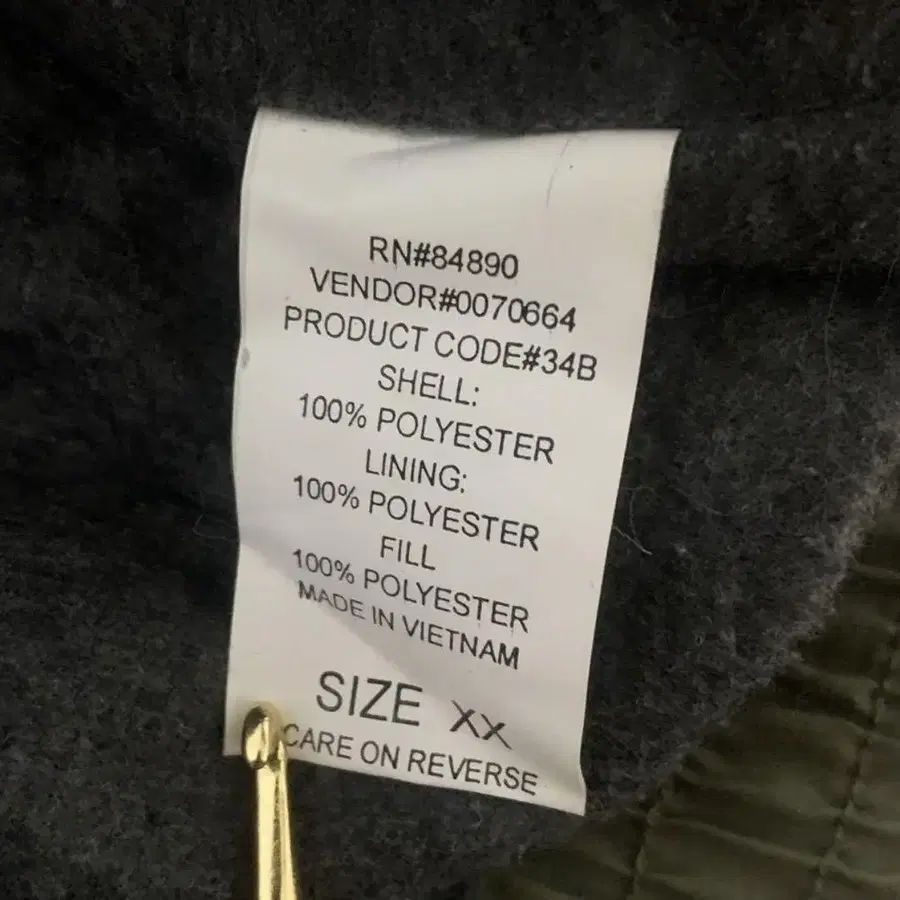 RN#84890
VENDOR#0070664
PRODUCT CODE#34B
SHELL:
100% POLYESTER
LINING:
100% POLYESTER
FILL
100% POLYESTER
MADE IN VIETNAM
SIZE XX
CARE ON REVERSE